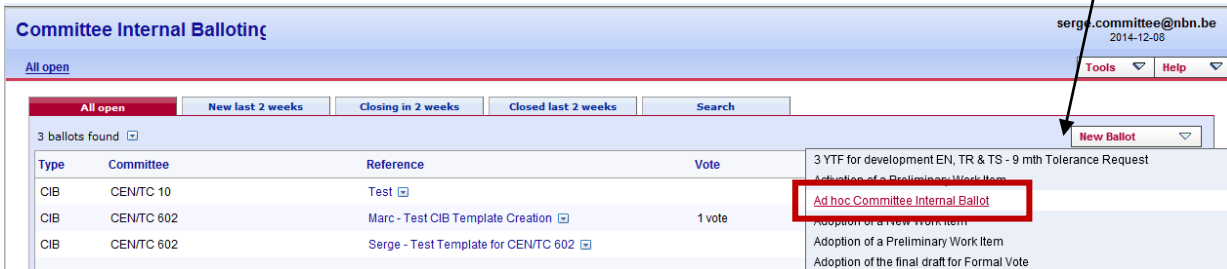 Committee Internal Balloting
serge.committee@nbn.be
2014-12-08
All open
Tools Help
All open New last 2 weeks Closing in 2 weeks Closed last 2 weeks Search
3 ballots found
New Ballot
Type Committee Reference Vote
CIB CEN/TC 10 Test
CIB CEN/TC 602 Marc - Test CIB Template Creation 1 vote
CIB CEN/TC 602 Serge - Test Template for CEN/TC 602
3 YTF for development EN, TR & TS - 9 mth Tolerance Request
Activation of a Preliminary Work Item
Ad hoc Committee Internal Ballot
Adoption of a New Work Item
Adoption of a Preliminary Work Item
Adoption of the final draft for Formal Vote